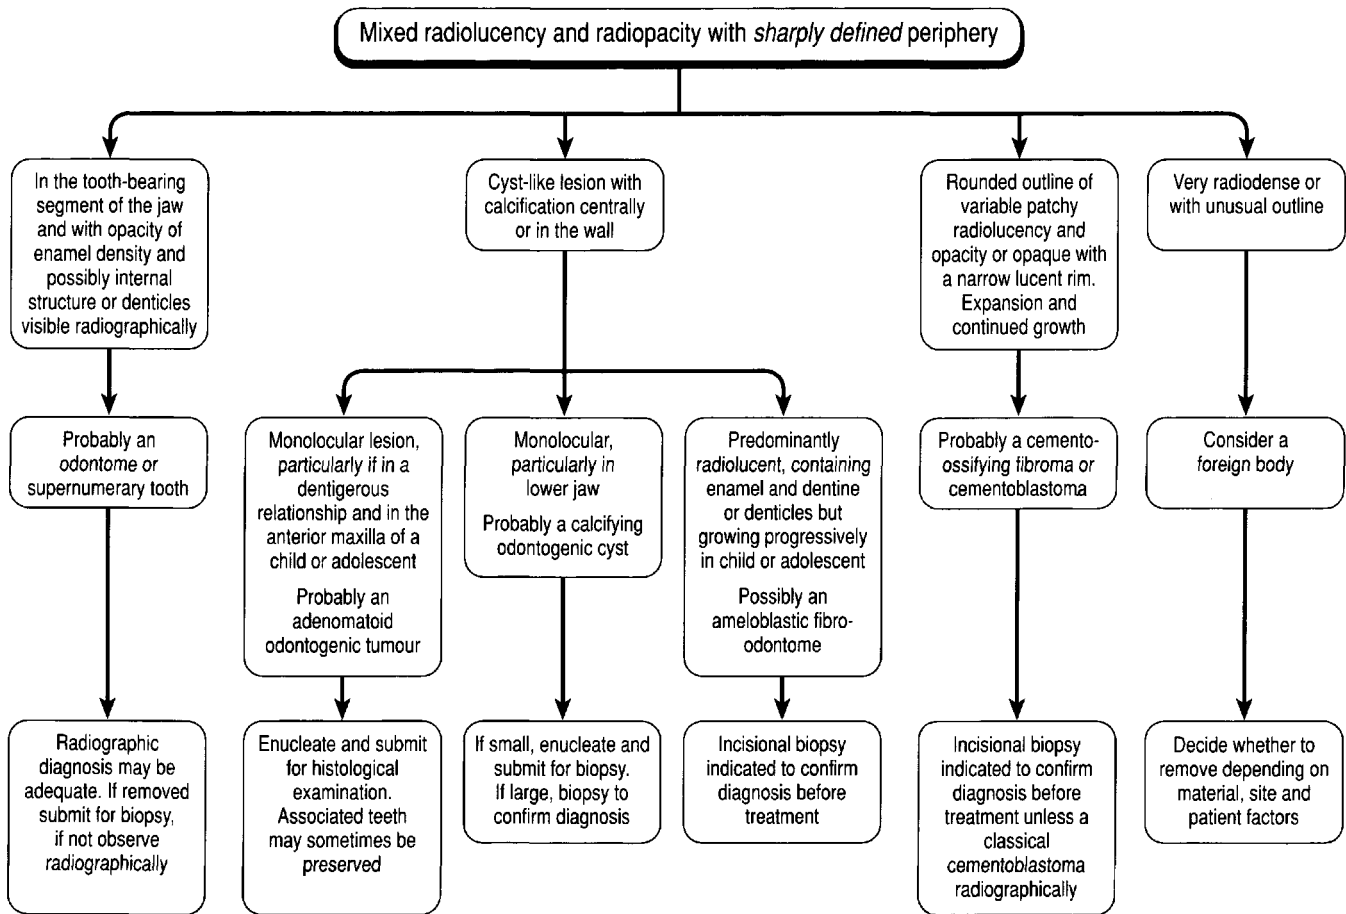 Mixed radiolucency and radiopacity with sharply defined periphery
In the tooth-bearing
segment of the jaw
and with opacity of
enamel density and
possibly internal
structure or denticles
visible radiographically
Cyst-like lesion with
calcification centrally
or in the wall
Rounded outline of
variable patchy
radiolucency and
opacity or opaque with
a narrow lucent rim.
Expansion and
continued growth
Very radiodense or
with unusual outline
Probably an
odontome or
supernumerary tooth
Monolocular lesion,
particularly if in a
dentigerous
relationship and in the
anterior maxilla of a
child or adolescent
Probably an
adenomatoid
odontogenic tumour
Monolocular,
particularly in
lower jaw
Probably a calcifying
odontogenic cyst
Predominantly
radiolucent, containing
enamel and dentine
or denticles but
growing progressively
in child or adolescent
Possibly an
ameloblastic fibro-
odontome
Probably a cemento-
ossifying fibroma or
cementoblastoma
Consider a
foreign body
Radiographic
diagnosis may be
adequate. If removed
submit for biopsy,
if not observe
radiographically
Enucleate and submit
for histological
examination.
Associated teeth
may sometimes be
preserved
If small, enucleate and
submit for biopsy.
If large, biopsy to
confirm diagnosis
Incisional biopsy
indicated to confirm
diagnosis before
treatment
Incisional biopsy
indicated to confirm
diagnosis before
treatment unless a
classical
cementoblastoma
radiographically
Decide whether to
remove depending on
material, site and
patient factors